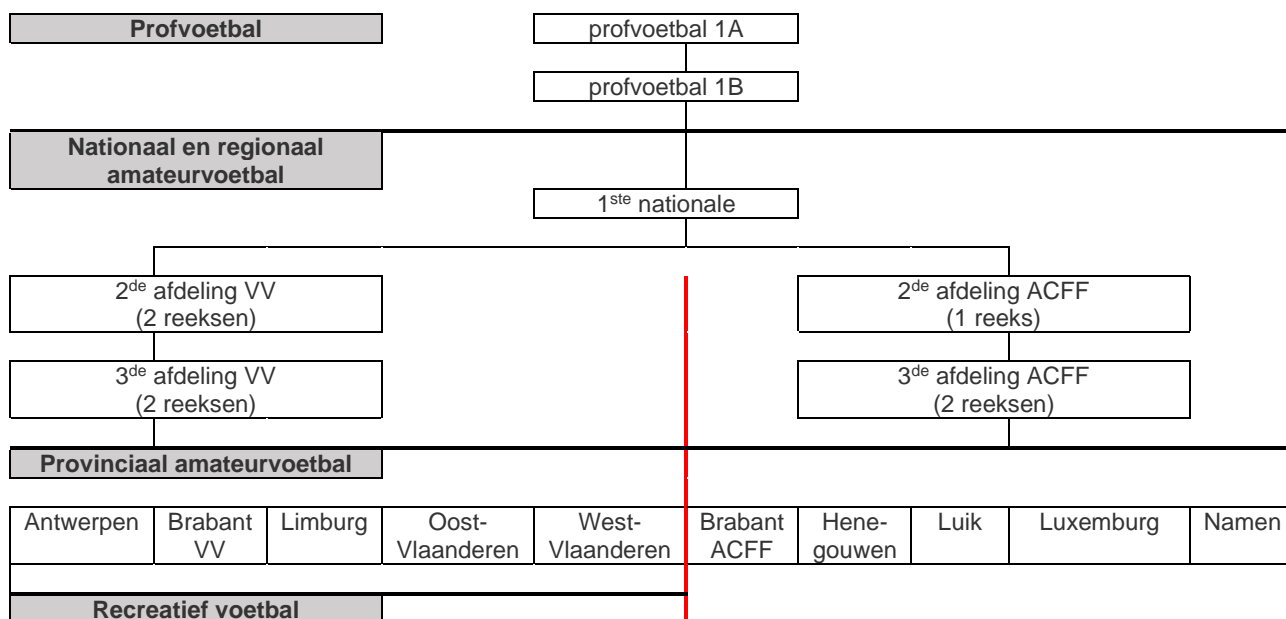 Profvoetbal
profvoetbal 1A
profvoetbal 1B
Nationaal en regionaal
amateurvoetbal
1ste nationale
2de afdeling VV
(2 reeksen)
2de afdeling ACFF
(1 reeks)
3de afdeling VV
(2 reeksen)
3de afdeling ACFF
(2 reeksen)
Provinciaal amateurvoetbal
Antwerpen
Brabant
VV
Limburg
Oost-
Vlaanderen
West-
Vlaanderen
Brabant
ACFF
Hene-
gouwen
Luik
Luxemburg
Namen
Recreatief voetbal